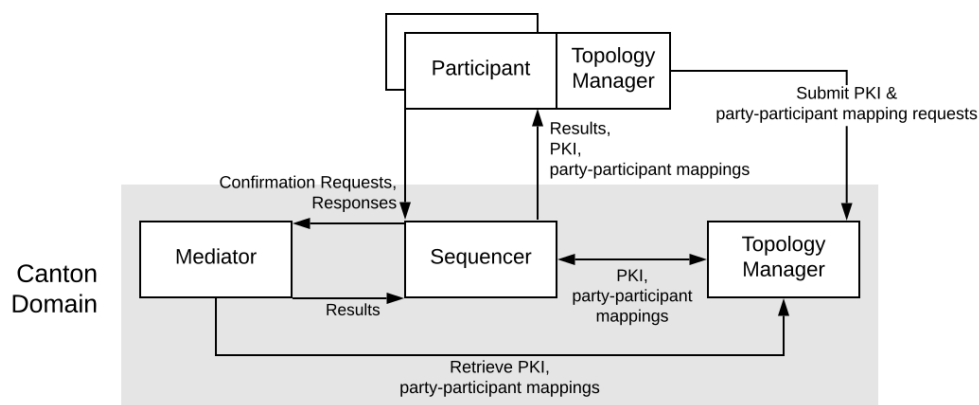 Participant
Topology
Manager
Submit PKI &
party-participant mapping requests
Results,
PKI,
party-participant mappings
Confirmation Requests,
Responses
Mediator
Sequencer
Topology
Manager
Canton
Domain
PKI,
party-participant
mappings
Results
Retrieve PKI,
party-participant mappings